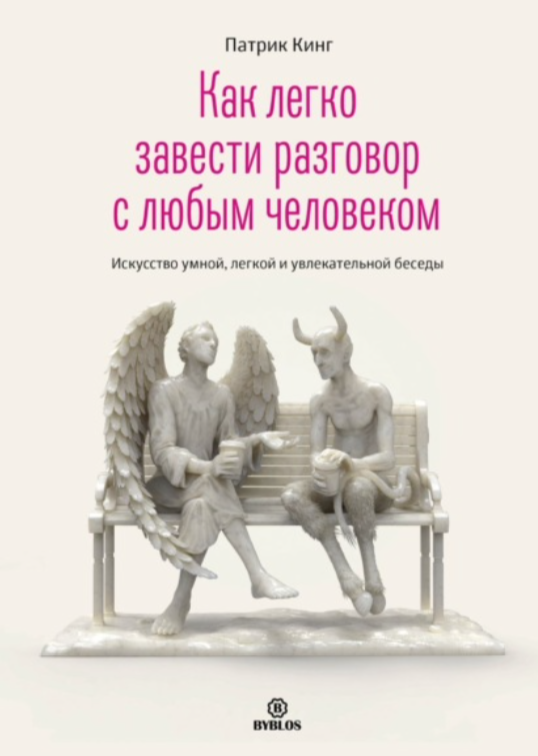 Патрик Кинг
Как легко
завести разговор
с любым человеком
Искусство умной, легкой и увлекательной беседы
B
BYBLOS